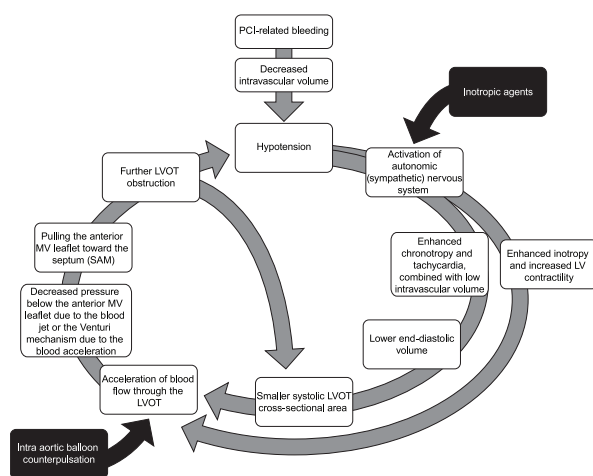 PCI-related bleeding
Decreased
intravascular volume
Inotropic agents
Hypotension
Activation of
autonomic
(sympathetic) nervous
system
Further LVOT
obstruction
Pulling the anterior
MV leaflet toward the
septum (SAM)
Enhanced
chronotropy and
tachycardia,
combined with low
intravascular volume
Enhanced inotropy
and increased LV
contractility
Decreased pressure
below the anterior MV
leaflet due to the blood
jet or the Venturi
mechanism due to the
blood acceleration
Lower end-diastolic
volume
Acceleration of blood
flow through the
LVOT
Smaller systolic LVOT
cross-sectional area
Intra aortic balloon
counterpulsation